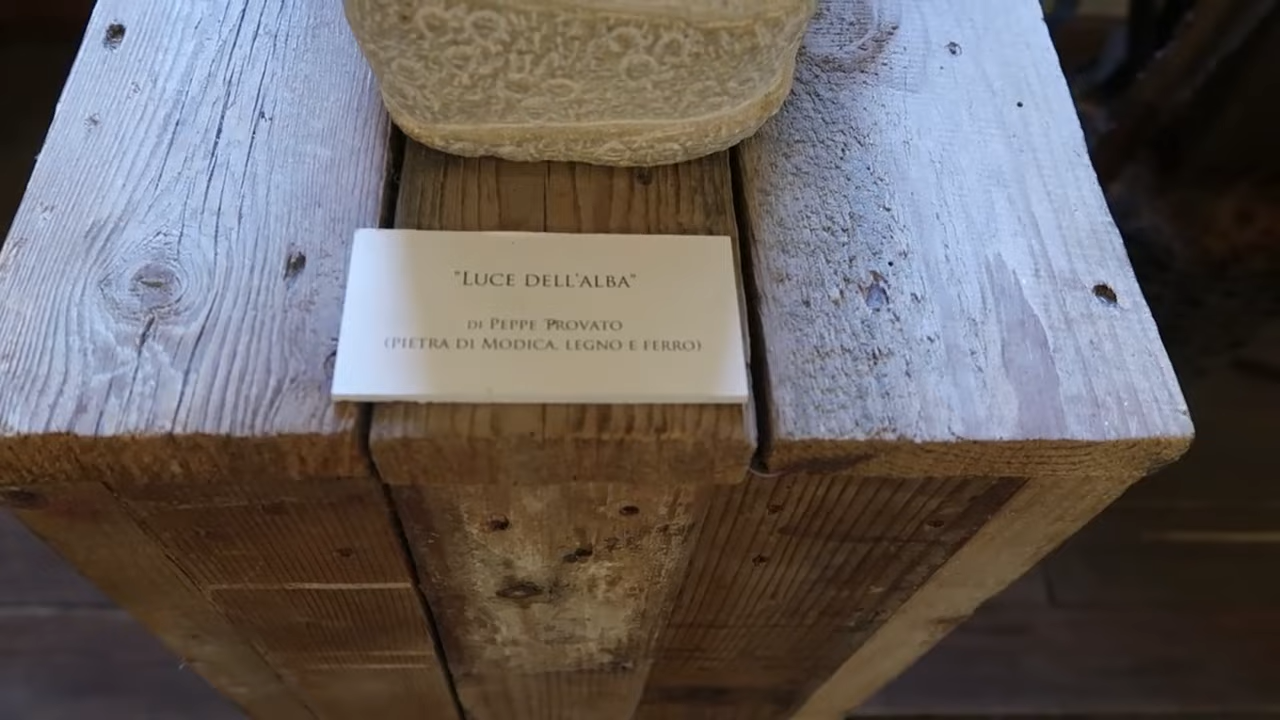 "LUCE DELL'ALBA"
DI PEPPE PROVATO
(PIETRA DI MODICA, LEGNO E FERRO)